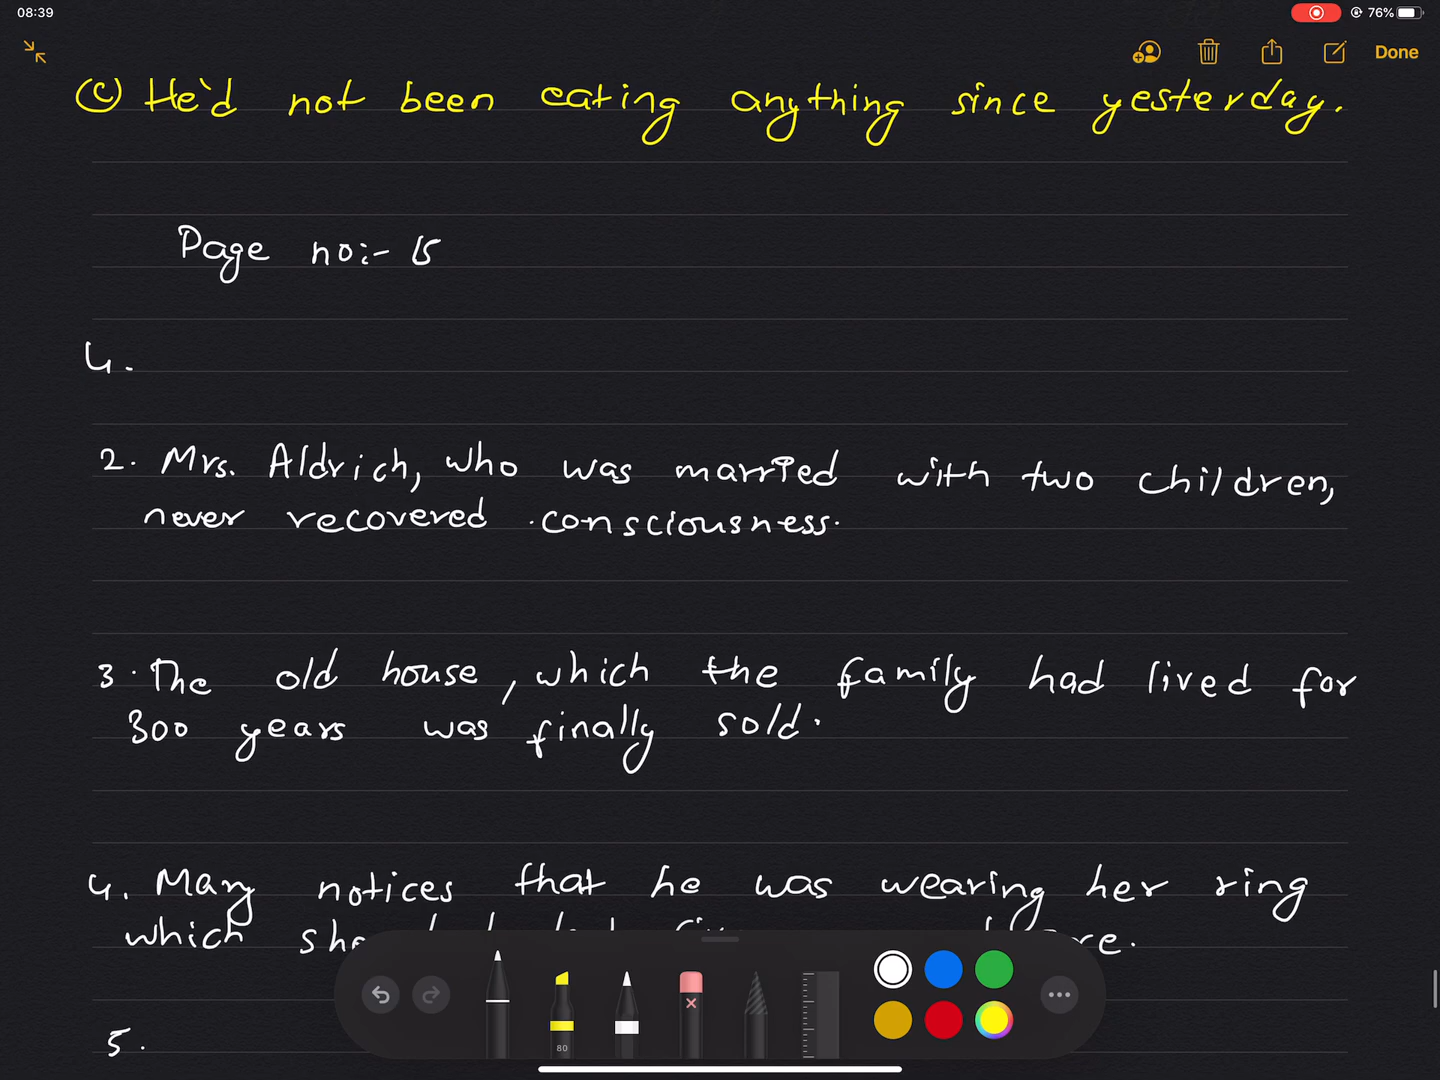 08:39
76%
Done
(c) He'd not been eating anything since yesterday.
Page no:- 15
4.
2. Mrs. Aldrich, who was married with two children,
never recovered consciousness.
3. The old house, which the family had lived for
300 years was finally sold.
4. Mary notices that he was wearing her ring
which she
5.
80